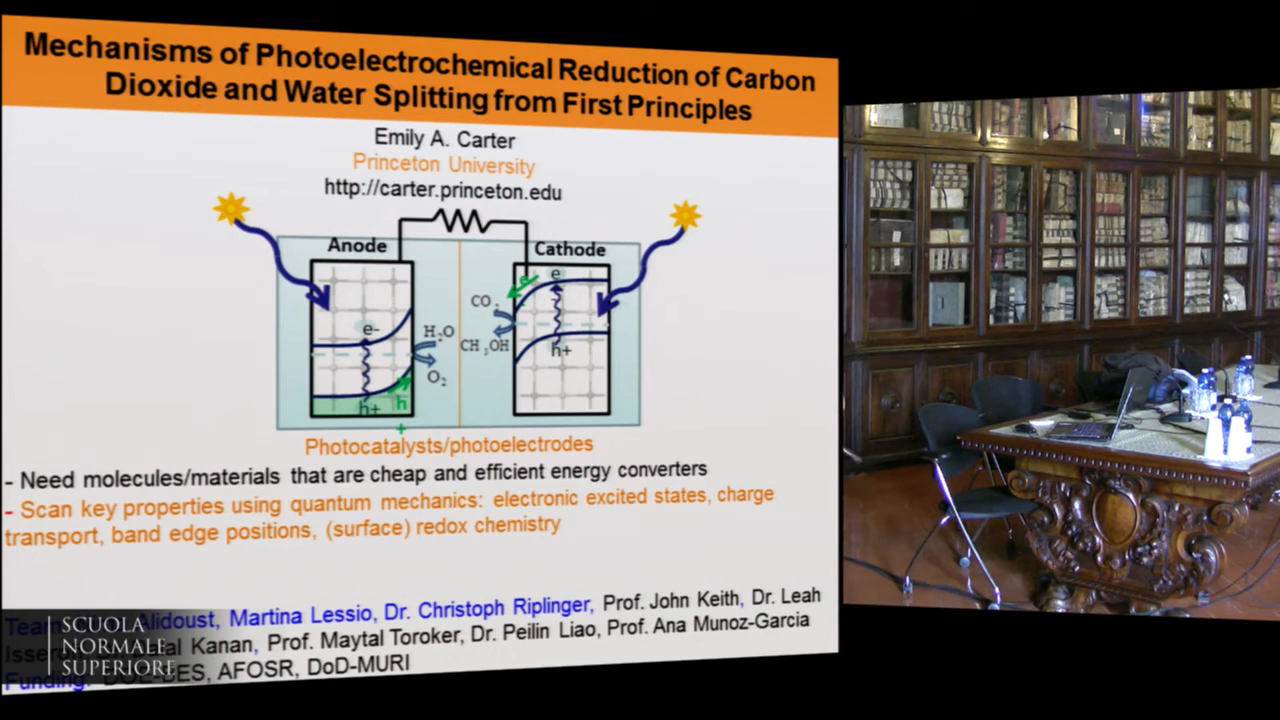 Mechanisms of Photoelectrochemical Reduction of Carbon
Dioxide and Water Splitting from First Principles
Emily A. Carter
Princeton University
http://carter.princeton.edu
Anode
Cathode
e-
H₂O
O₂
h+
h
+
CO₂
CH₃OH
e
e
h+
Photocatalysts/photoelectrodes
- Need molecules/materials that are cheap and efficient energy converters
- Scan key properties using quantum mechanics: electronic excited states, charge
transport, band edge positions, (surface) redox chemistry
Team Alidoust, Martina Lessio, Dr. Christoph Riplinger, Prof. John Keith, Dr. Leah
Kanan, Prof. Maytal Toroker, Dr. Peilin Liao, Prof. Ana Munoz-Garcia
Funding: DOE-BES, AFOSR, DoD-MURI
SCUOLA
NORMALE
SUPERIORE